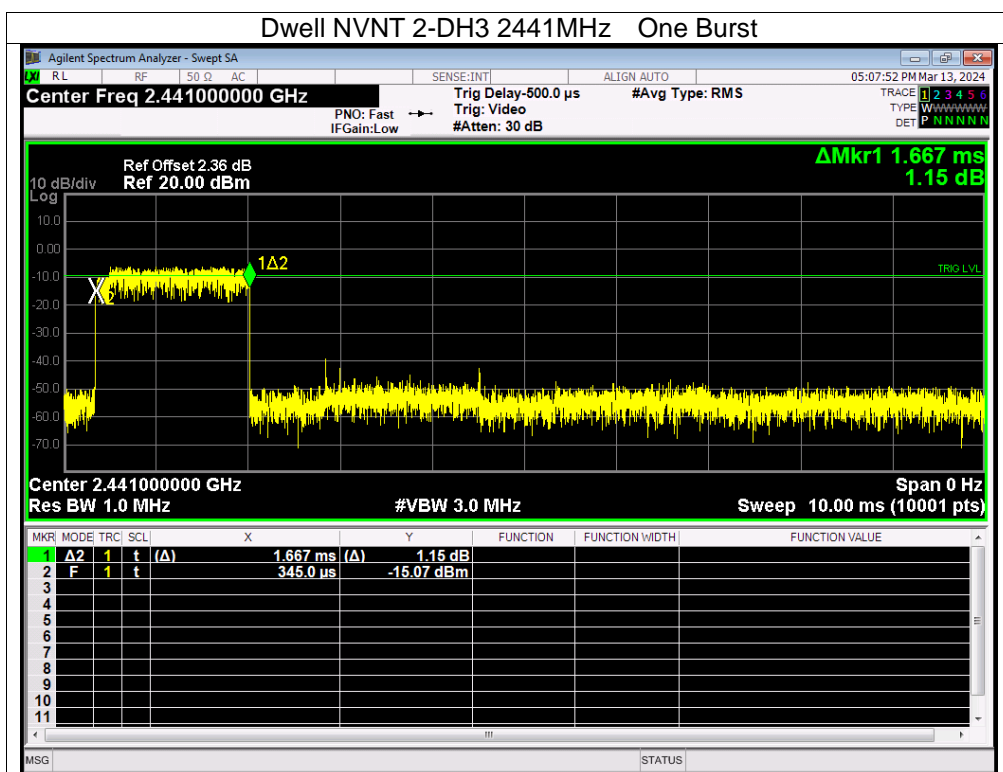 Dwell NVNT 2-DH3 2441MHz One Burst
Agilent Spectrum Analyzer - Swept SA
LXI RL RF 50 Ω AC SENSE:INT ALIGN AUTO 05:07:52 PM Mar 13, 2024
Center Freq 2.441000000 GHz Trig Delay-500.0 µs #Avg Type: RMS TRACE 1 2 3 4 5 6
PNO: Fast Trig: Video TYPE WWWWWWW
IFGain:Low #Atten: 30 dB DET P N N N N N
ΔMkr1 1.667 ms
Ref Offset 2.36 dB
10 dB/div Ref 20.00 dBm 1.15 dB
Log
10.0
0.00
1Δ2
TRIG LVL
-10.0
2
-20.0
-30.0
-40.0
-50.0
-60.0
-70.0
Center 2.441000000 GHz Span 0 Hz
Res BW 1.0 MHz #VBW 3.0 MHz Sweep 10.00 ms (10001 pts)
MKR MODE TRC SCL X Y FUNCTION FUNCTION WIDTH FUNCTION VALUE
1 Δ2 1 t (Δ) 1.667 ms (Δ) 1.15 dB
2 F 1 t 345.0 µs -15.07 dBm
3
4
5
6
7
8
9
10
11
MSG STATUS